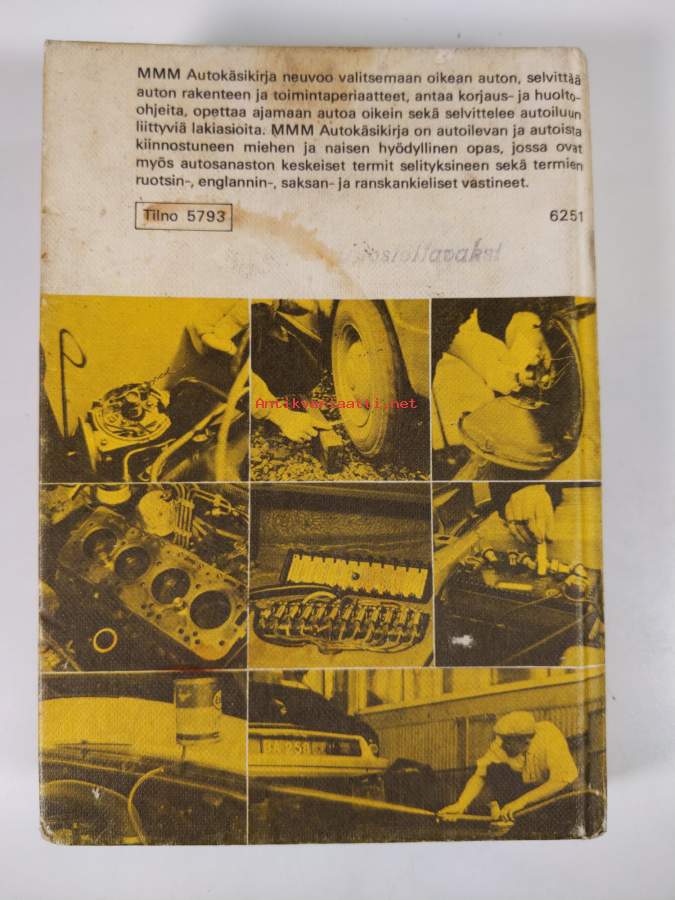 MMM Autokäsikirja neuvoo valitsemaan oikean auton, selvittää
auton rakenteen ja toimintaperiaatteet, antaa korjaus- ja huolto-
ohjeita, opettaa ajamaan autoa oikein sekä selvittelee autoiluun
liittyviä lakiasioita. MMM Autokäsikirja on autoilevan ja autoista
kiinnostuneen miehen ja naisen hyödyllinen opas, jossa ovat
myös autosanaston keskeiset termit selityksineen sekä termien
ruotsin-, englannin-, saksan- ja ranskankieliset vastineet.
Tilno 5793 6251
Antikvariaatti.net